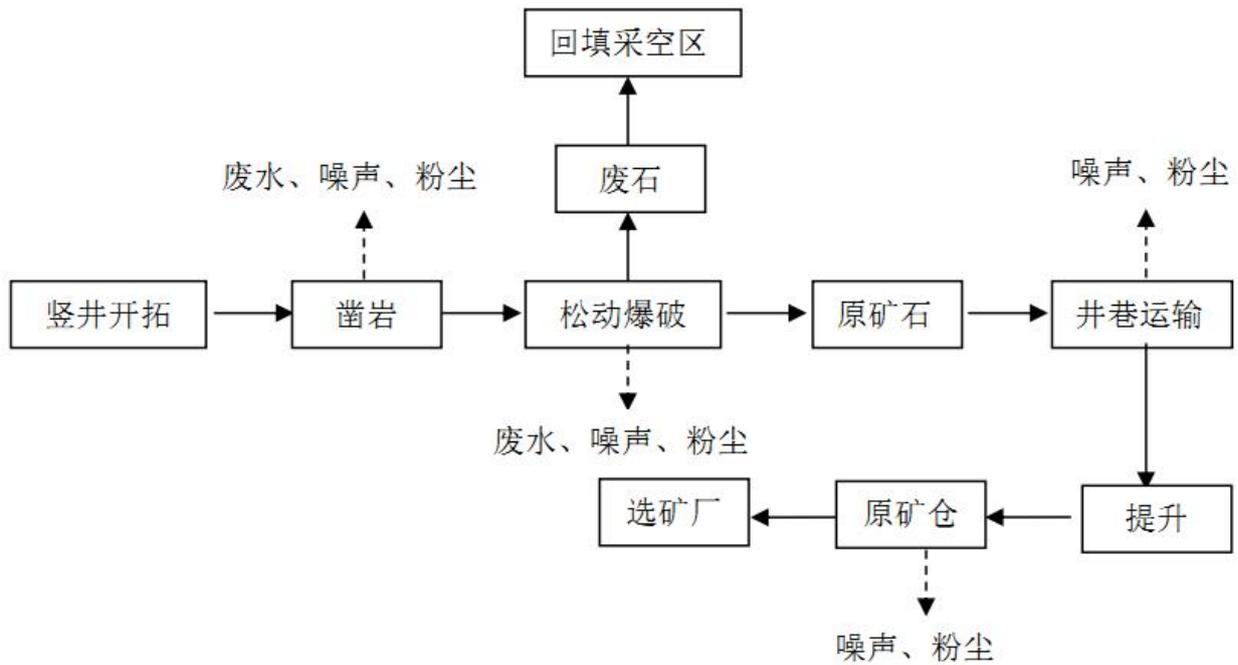 回填采空区
废水、噪声、粉尘
废石
噪声、粉尘
竖井开拓
凿岩
松动爆破
原矿石
井巷运输
废水、噪声、粉尘
选矿厂
原矿仓
提升
噪声、粉尘